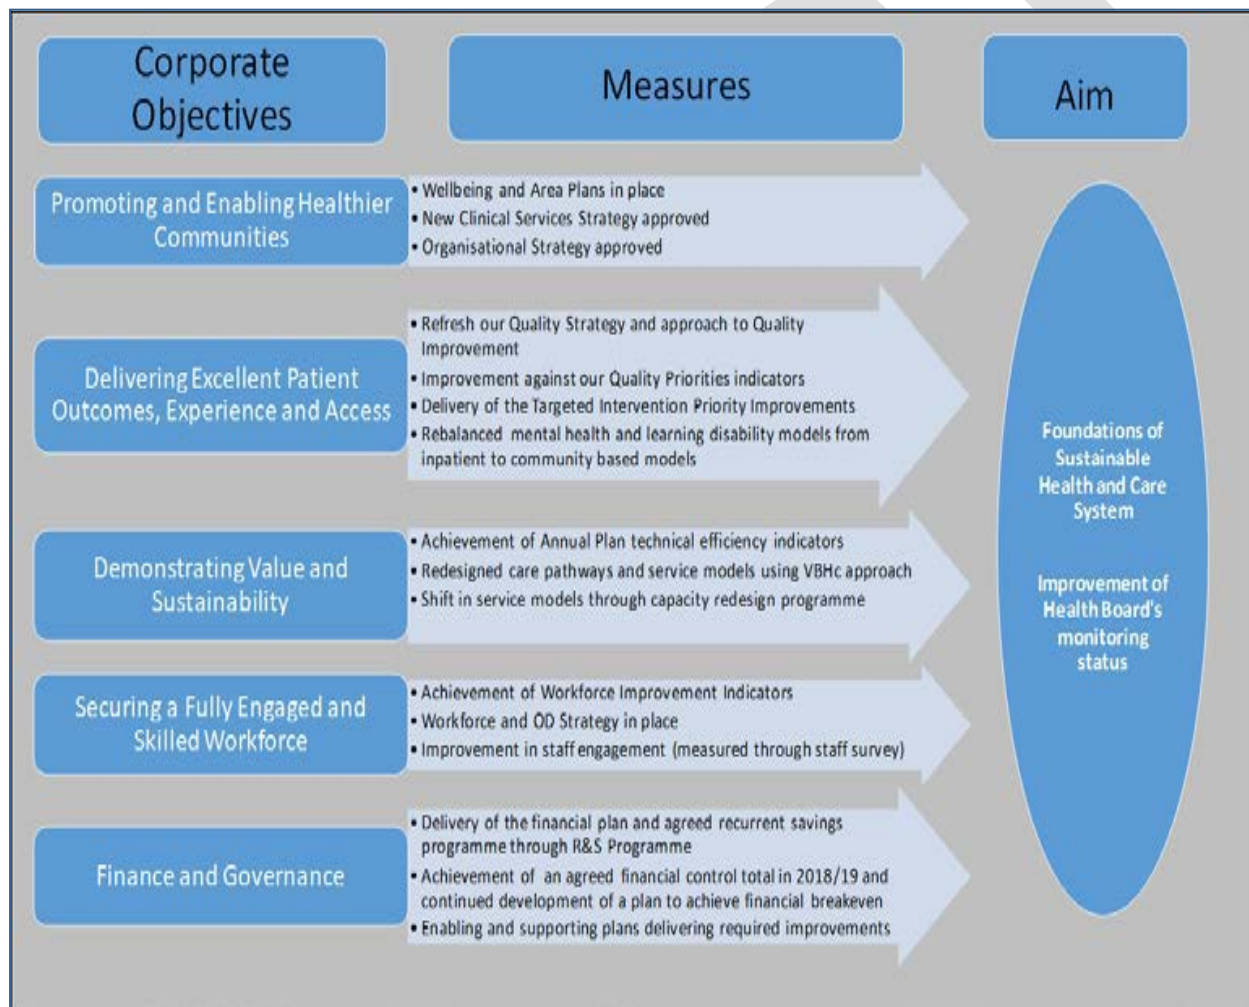 Corporate
Objectives
Measures
Aim
Promoting and Enabling Healthier
Communities
• Wellbeing and Area Plans in place
• New Clinical Services Strategy approved
• Organisational Strategy approved
Delivering Excellent Patient
Outcomes, Experience and Access
• Refresh our Quality Strategy and approach to Quality
Improvement
• Improvement against our Quality Priorities indicators
• Delivery of the Targeted Intervention Priority Improvements
• Rebalanced mental health and learning disability models from
inpatient to community based models
Demonstrating Value and
Sustainability
• Achievement of Annual Plan technical efficiency indicators
• Redesigned care pathways and service models using VBHc approach
• Shift in service models through capacity redesign programme
Securing a Fully Engaged and
Skilled Workforce
• Achievement of Workforce Improvement Indicators
• Workforce and OD Strategy in place
• Improvement in staff engagement (measured through staff survey)
Finance and Governance
• Delivery of the financial plan and agreed recurrent savings
programme through R&S Programme
• Achievement of an agreed financial control total in 2018/19 and
continued development of a plan to achieve financial breakeven
• Enabling and supporting plans delivering required improvements
Foundations of
Sustainable
Health and Care
System
Improvement of
Health Board's
monitoring
status